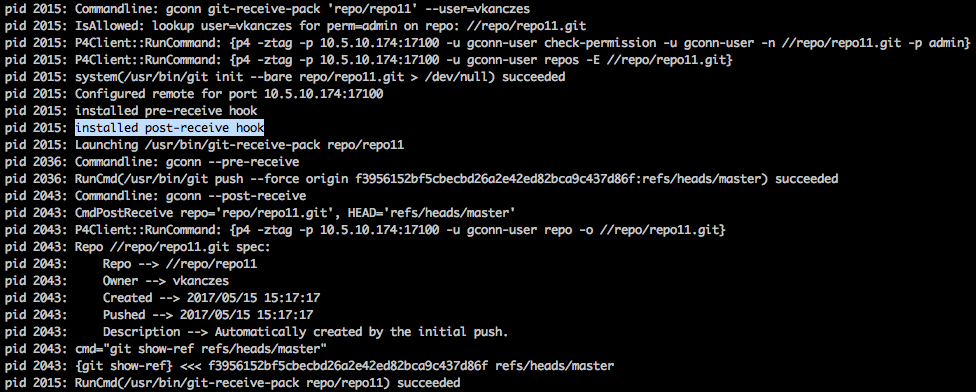 pid 2015: Commandline: gconn git-receive-pack 'repo/repo11' --user=vkanczes
pid 2015: IsAllowed: lookup user=vkanczes for perm=admin on repo: //repo/repo11.git
pid 2015: P4Client::RunCommand: {p4 -ztag -p 10.5.10.174:17100 -u gconn-user check-permission -u gconn-user -n //repo/repo11.git -p admin}
pid 2015: P4Client::RunCommand: {p4 -ztag -p 10.5.10.174:17100 -u gconn-user repos -E //repo/repo11.git}
pid 2015: system(/usr/bin/git init --bare repo/repo11.git > /dev/null) succeeded
pid 2015: Configured remote for port 10.5.10.174:17100
pid 2015: installed pre-receive hook
pid 2015: installed post-receive hook
pid 2015: Launching /usr/bin/git-receive-pack repo/repo11
pid 2036: Commandline: gconn --pre-receive
pid 2036: RunCmd(/usr/bin/git push --force origin f3956152bf5cbecbd26a2e42ed82bca9c437d86f:refs/heads/master) succeeded
pid 2043: Commandline: gconn --post-receive
pid 2043: CmdPostReceive repo='repo/repo11.git', HEAD='refs/heads/master'
pid 2043: P4Client::RunCommand: {p4 -ztag -p 10.5.10.174:17100 -u gconn-user repo -o //repo/repo11.git}
pid 2043: Repo //repo/repo11.git spec:
pid 2043:     Repo --> //repo/repo11
pid 2043:     Owner --> vkanczes
pid 2043:     Created --> 2017/05/15 15:17:17
pid 2043:     Pushed --> 2017/05/15 15:17:17
pid 2043:     Description --> Automatically created by the initial push.
pid 2043: cmd="git show-ref refs/heads/master"
pid 2043: {git show-ref} <<< f3956152bf5cbecbd26a2e42ed82bca9c437d86f refs/heads/master
pid 2015: RunCmd(/usr/bin/git-receive-pack repo/repo11) succeeded